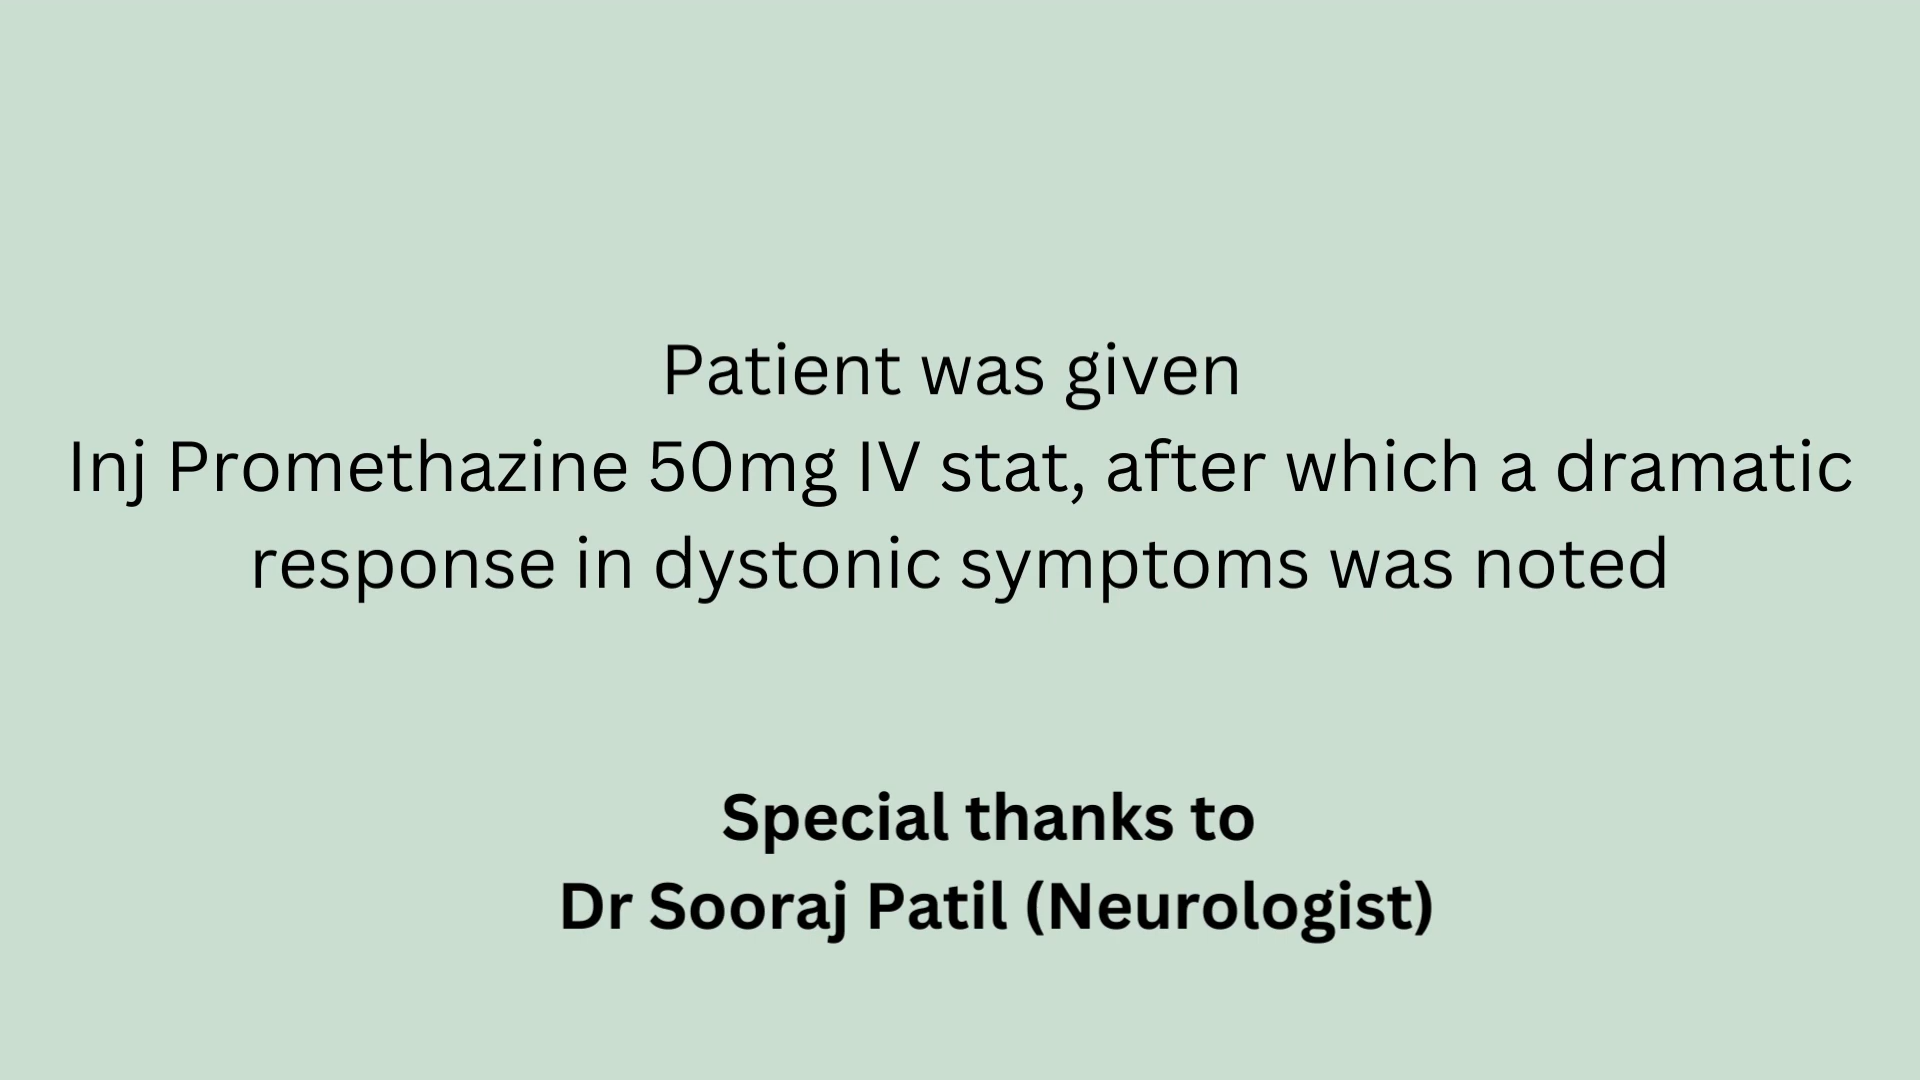 Patient was given
Inj Promethazine 50mg IV stat, after which a dramatic
response in dystonic symptoms was noted
Special thanks to
Dr Sooraj Patil (Neurologist)